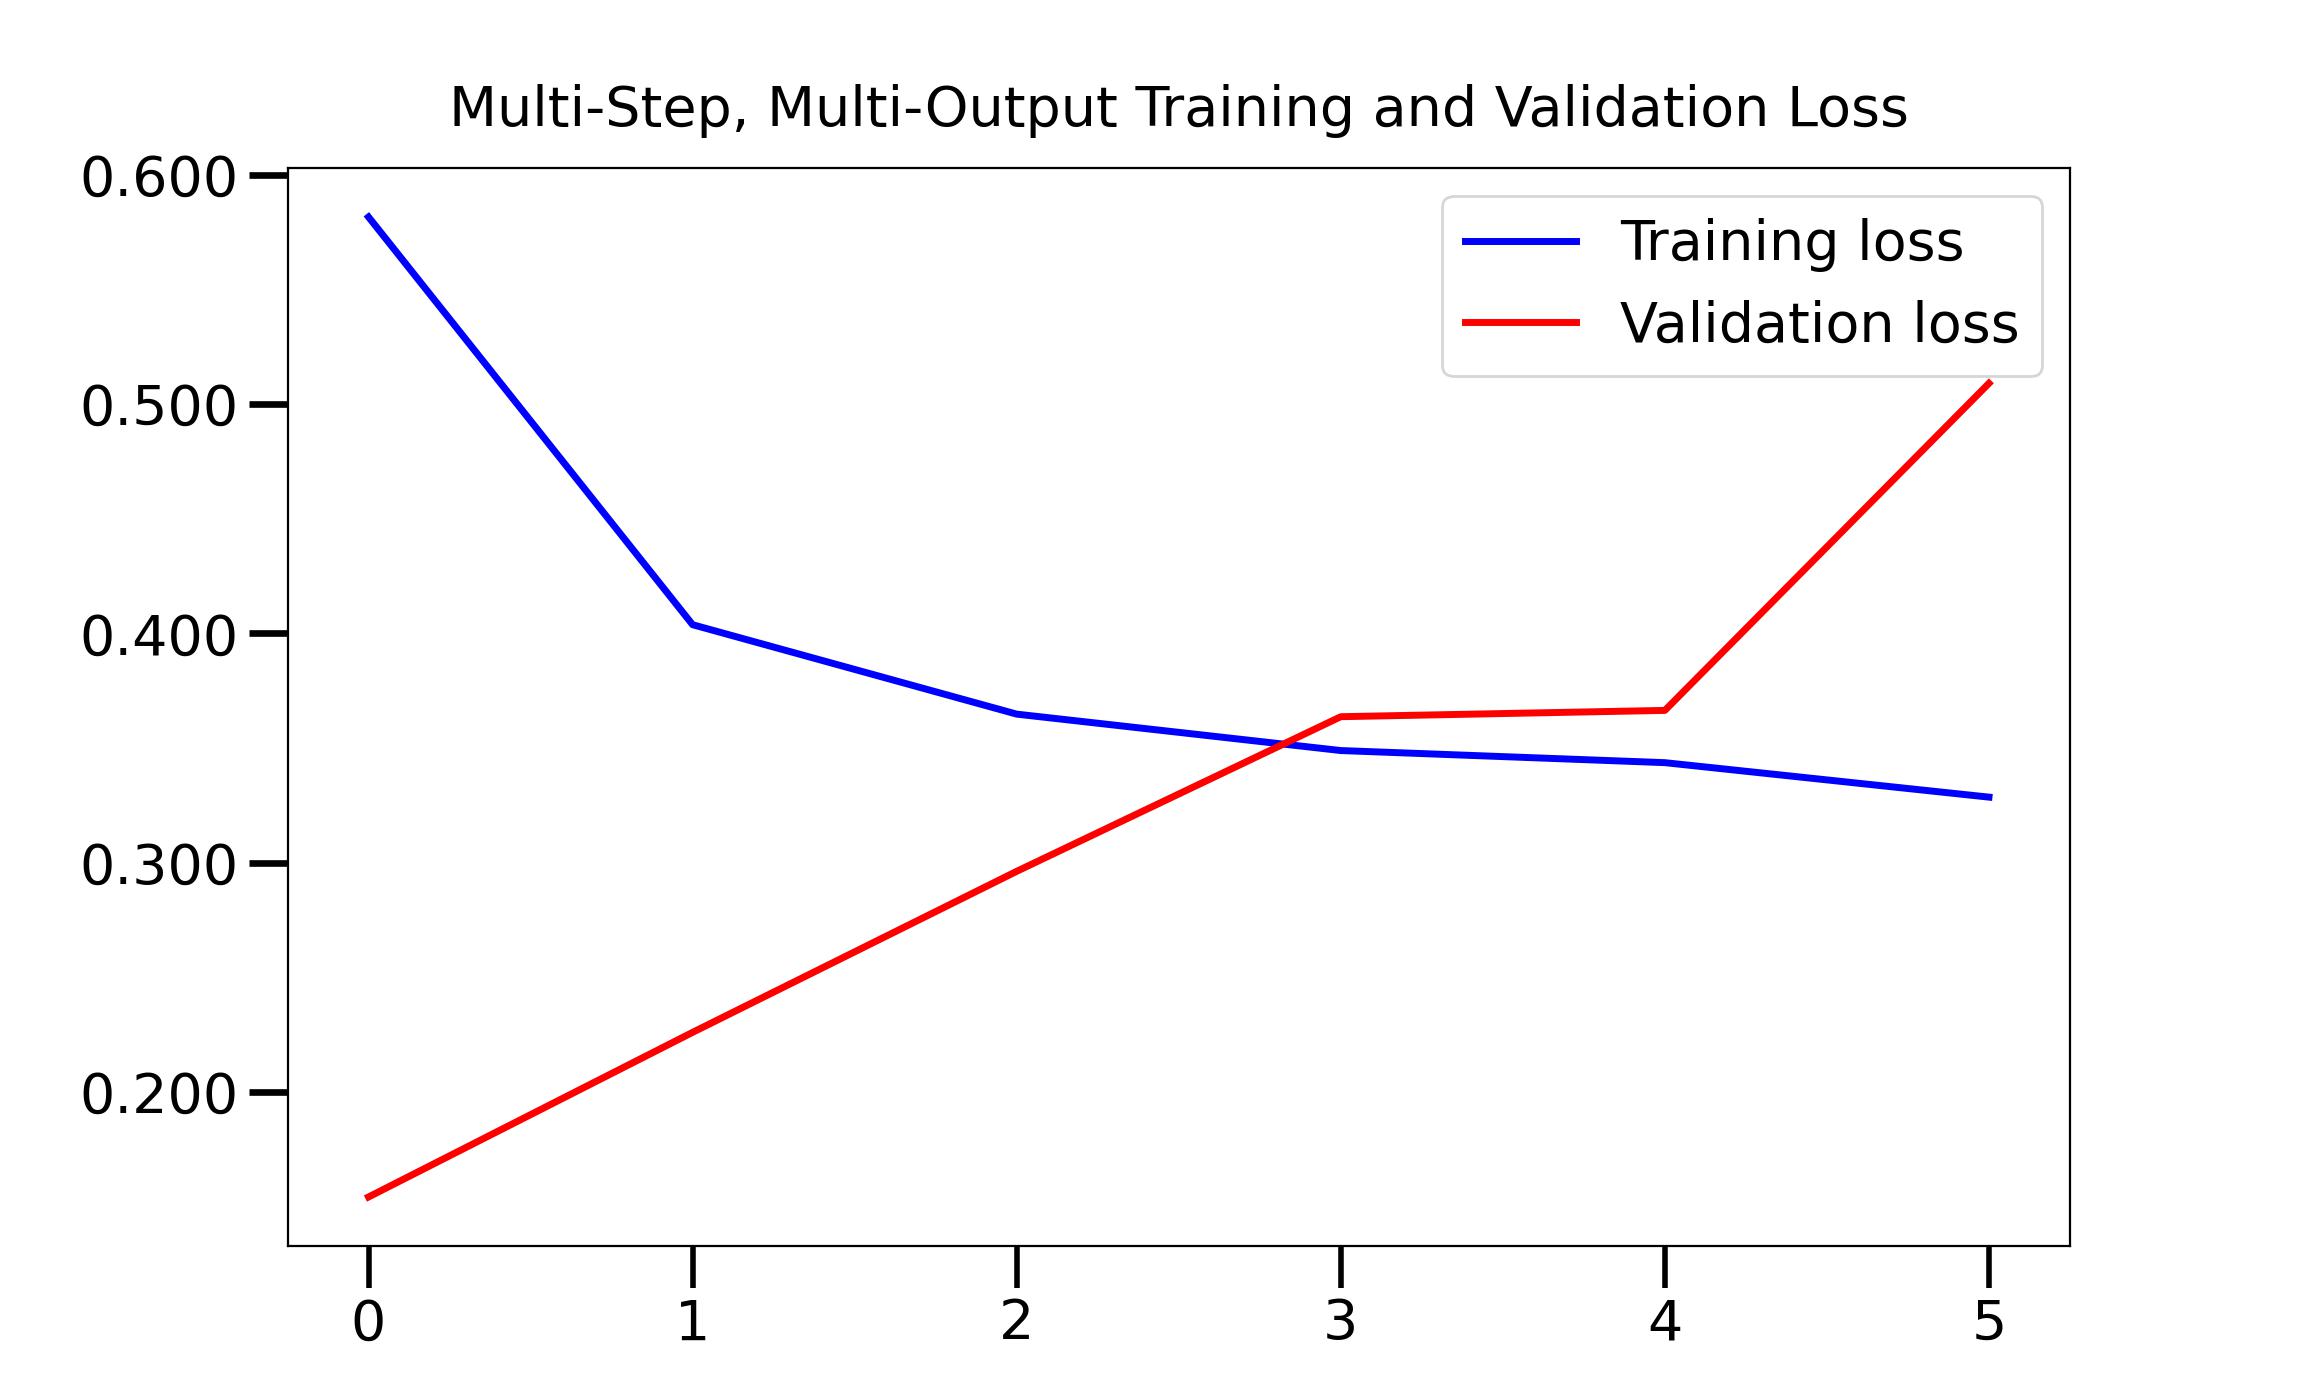 Multi-Step, Multi-Output Training and Validation Loss
0.600
0.500
0.400
0.300
0.200
Training loss
Validation loss
0 1 2 3 4 5